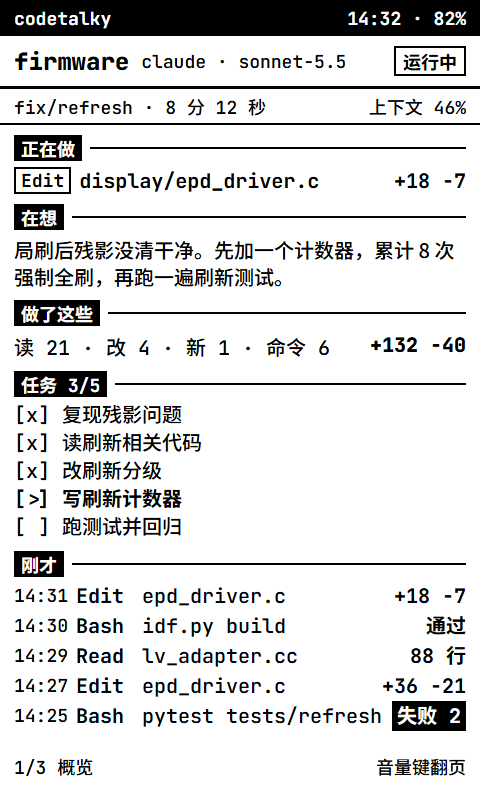 codetalky 14:32 · 82%
firmware claude · sonnet-5.5 运行中
fix/refresh · 8 分 12 秒 上下文 46%
正在做
Edit display/epd_driver.c +18 -7
在想
局刷后残影没清干净。先加一个计数器，累计 8 次
强制全刷，再跑一遍刷新测试。
做了这些
读 21 · 改 4 · 新 1 · 命令 6 +132 -40
任务 3/5
[x] 复现残影问题
[x] 读刷新相关代码
[x] 改刷新分级
[>] 写刷新计数器
[ ] 跑测试并回归
刚才
14:31 Edit epd_driver.c +18 -7
14:30 Bash idf.py build 通过
14:29 Read lv_adapter.cc 88 行
14:27 Edit epd_driver.c +36 -21
14:25 Bash pytest tests/refresh 失败 2
1/3 概览 音量键翻页